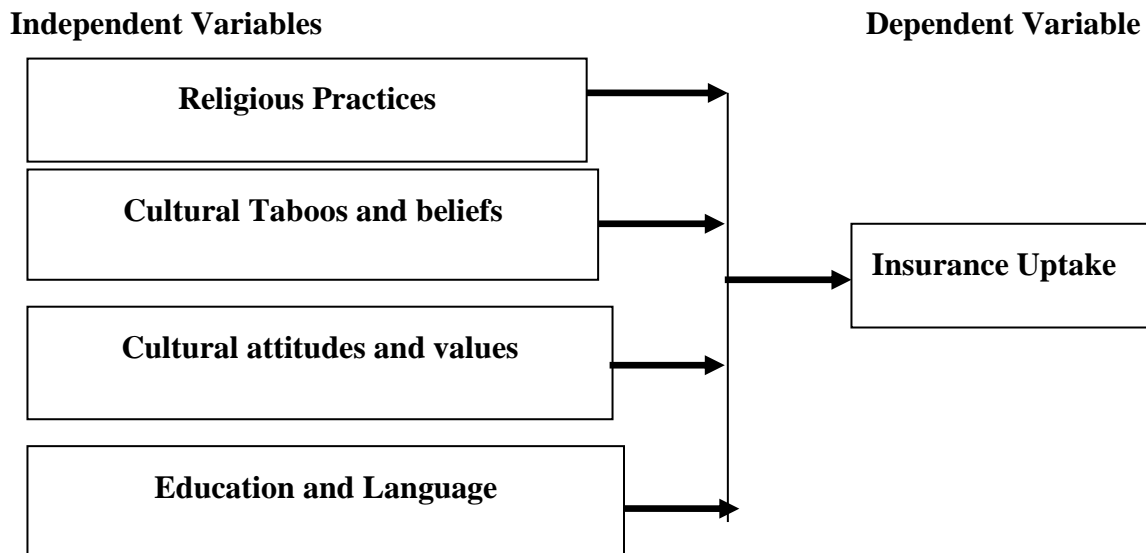 Independent Variables
Dependent Variable
Religious Practices
Cultural Taboos and beliefs
Cultural attitudes and values
Education and Language
Insurance Uptake